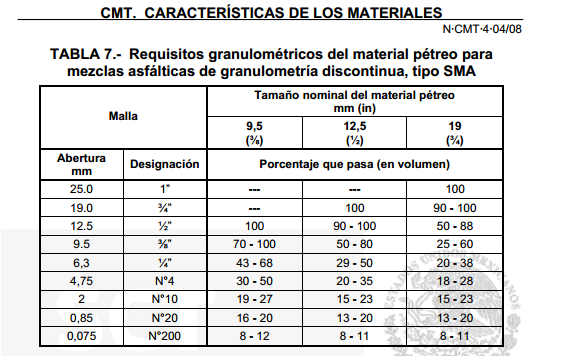 CMT. CARACTERÍSTICAS DE LOS MATERIALES
N·CMT·4·04/08
TABLA 7.- Requisitos granulométricos del material pétreo para
mezclas asfálticas de granulometría discontinua, tipo SMA
Malla
Tamaño nominal del material pétreo
mm (in)
9,5 12,5 19
(⅜) (½) (¾)
Abertura
mm Designación Porcentaje que pasa (en volumen)
25.0 1" --- --- 100
19.0 ¾" --- 100 90 - 100
12.5 ½" 100 90 - 100 50 - 88
9.5 ⅜" 70 - 100 50 - 80 25 - 60
6,3 ¼" 43 - 68 29 - 50 20 - 38
4,75 N°4 30 - 50 20 - 35 18 - 28
2 N°10 19 - 27 15 - 23 15 - 23
0,85 N°20 16 - 20 13 - 20 13 - 20
0,075 N°200 8 - 12 8 - 11 8 - 11